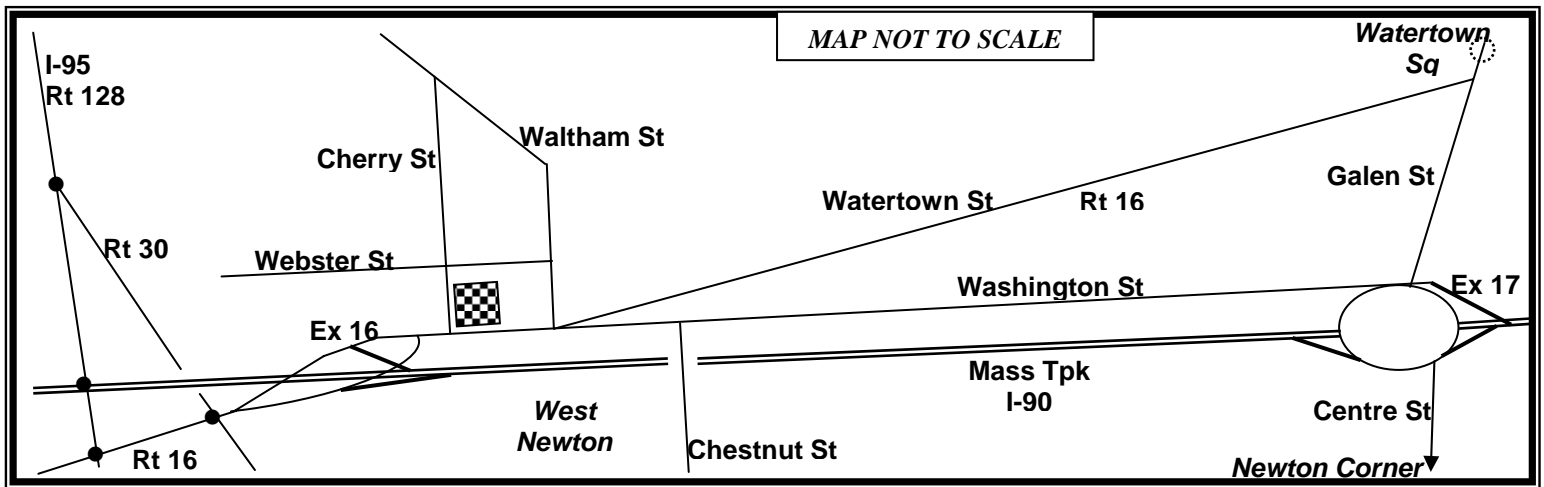 MAP NOT TO SCALE
Watertown
Sq
I-95
Rt 128
Waltham St
Cherry St
Galen St
Watertown St
Rt 16
Rt 30
Webster St
Washington St
Ex 17
Ex 16
Mass Tpk
I-90
West
Newton
Centre St
Chestnut St
Rt 16
Newton Corner